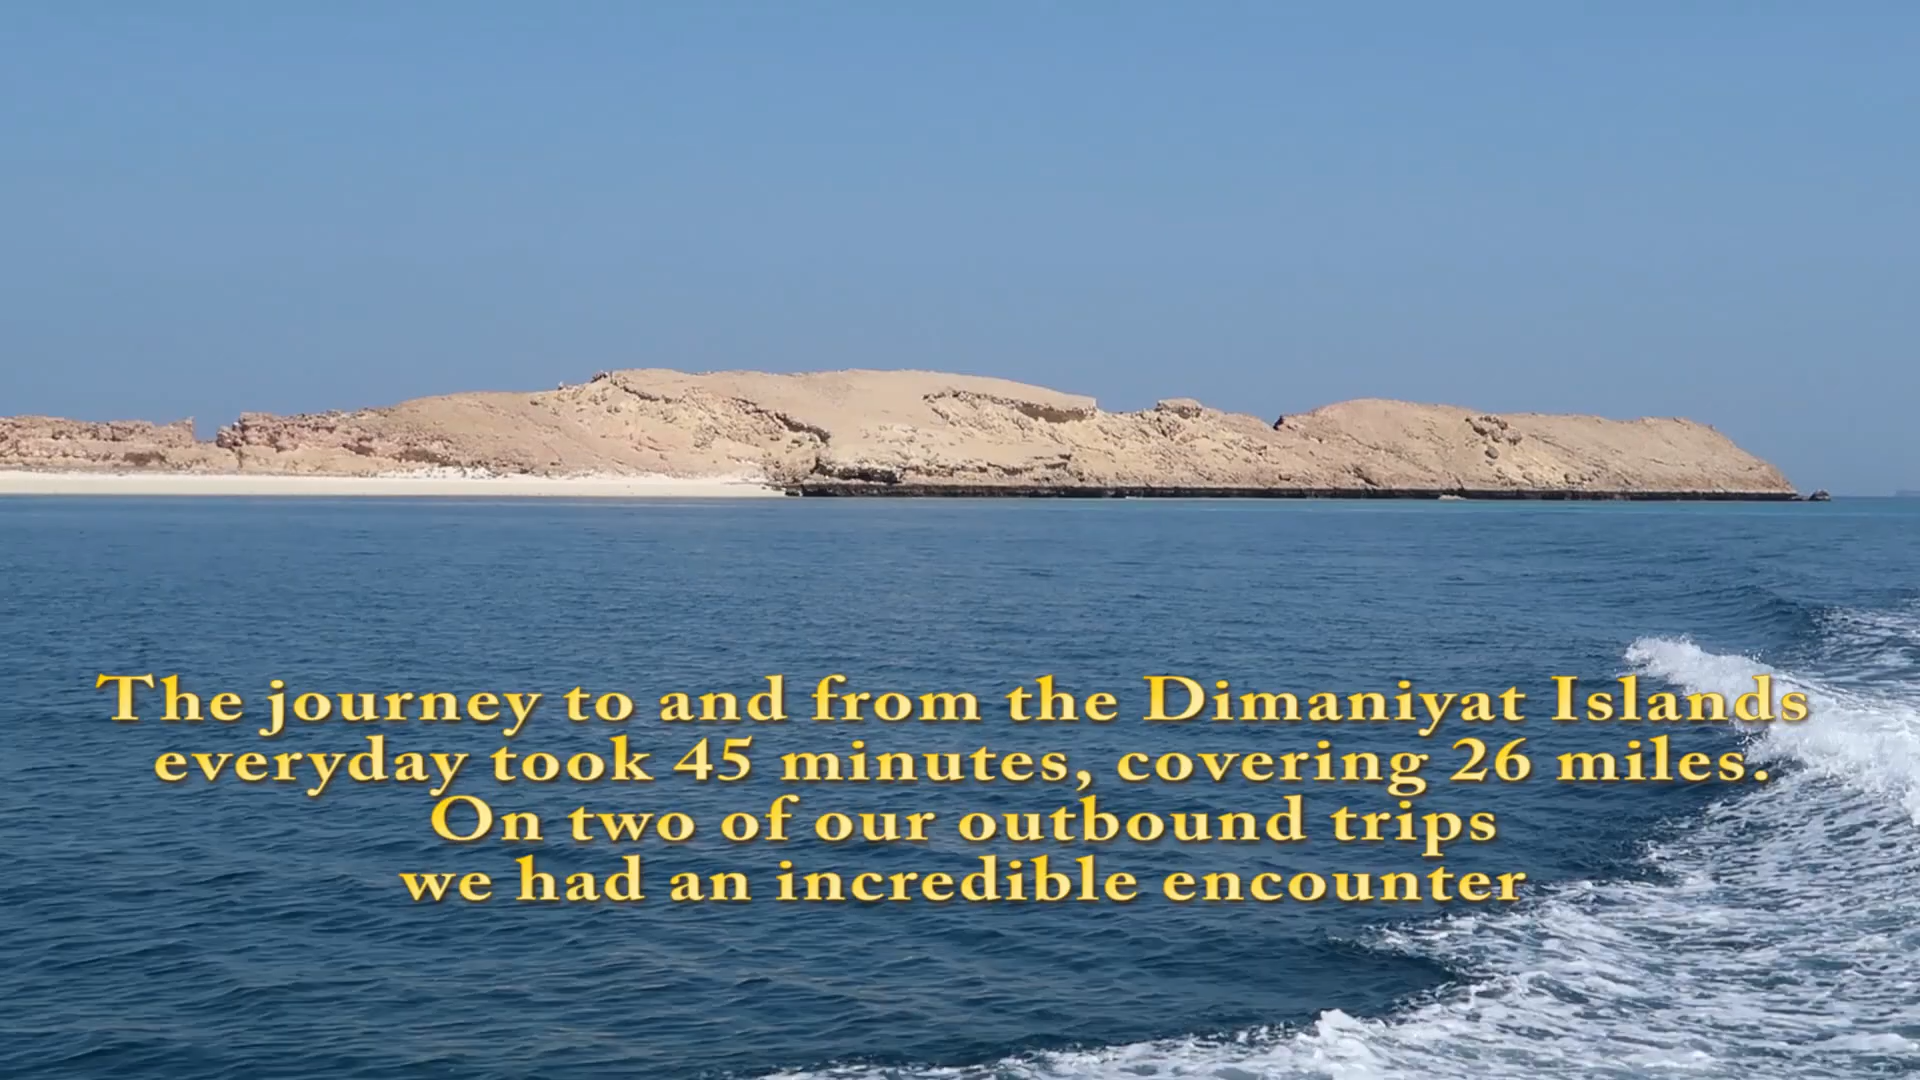 The journey to and from the Dimaniyat Islands
everyday took 45 minutes, covering 26 miles.
On two of our outbound trips
we had an incredible encounter